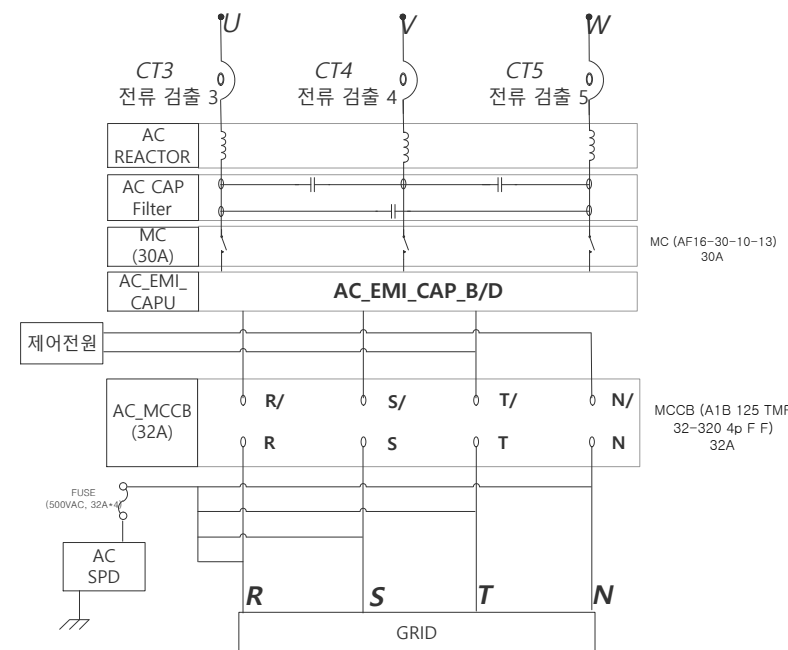 U
V
W
CT3
전류 검출 3
CT4
전류 검출 4
CT5
전류 검출 5
AC
REACTOR
AC CAP
Filter
MC
(30A)
MC (AF16-30-10-13)
30A
AC_EMI_
CAPU
AC_EMI_CAP_B/D
제어전원
AC_MCCB
(32A)
R/
S/
T/
N/
R
S
T
N
MCCB (A1B 125 TMF
32-320 4p F F)
32A
FUSE
(500VAC, 32A*4)
AC
SPD
R
S
T
N
GRID